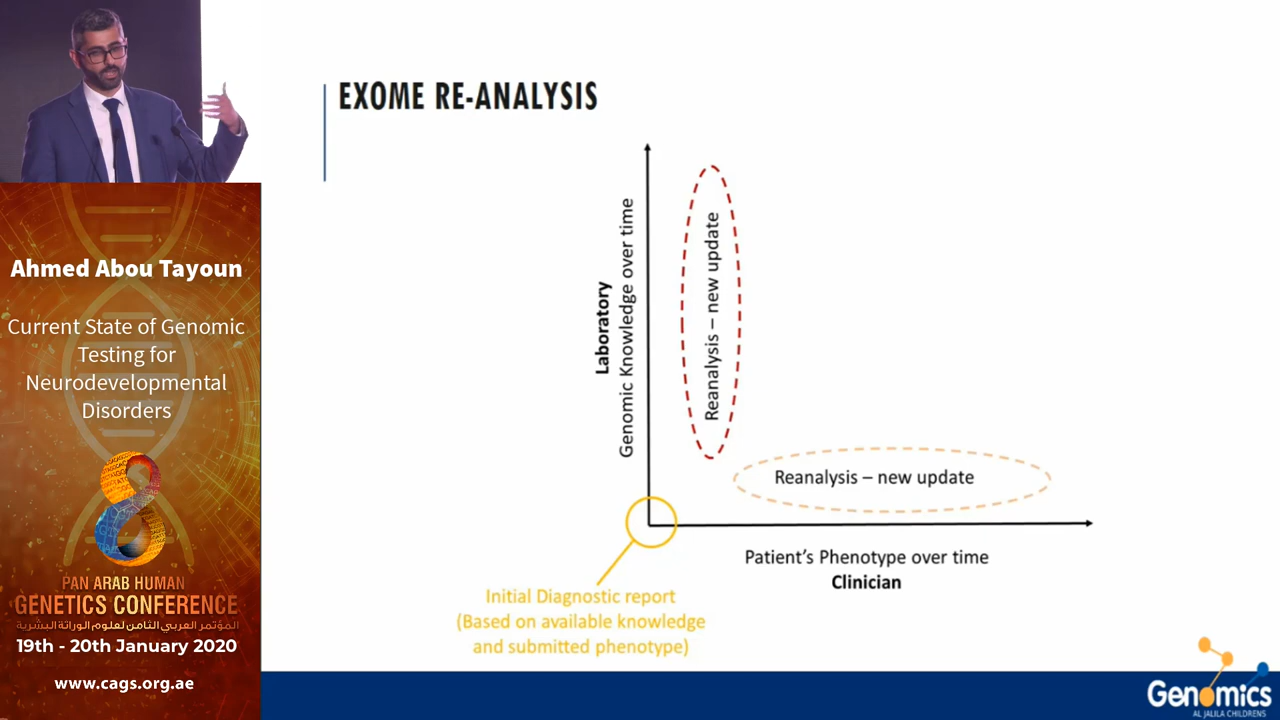 EXOME RE-ANALYSIS
Laboratory
Genomic Knowledge over time
Reanalysis – new update
Reanalysis – new update
Patient's Phenotype over time
Clinician
Initial Diagnostic report
(Based on available knowledge
and submitted phenotype)
Ahmed Abou Tayoun
Current State of Genomic
Testing for
Neurodevelopmental
Disorders
PAN ARAB HUMAN
GENETICS CONFERENCE
المؤتمر العربي الثامن لعلوم الوراثة البشرية
19th - 20th January 2020
www.cags.org.ae
Genomics
AL JALILA CHILDRENS